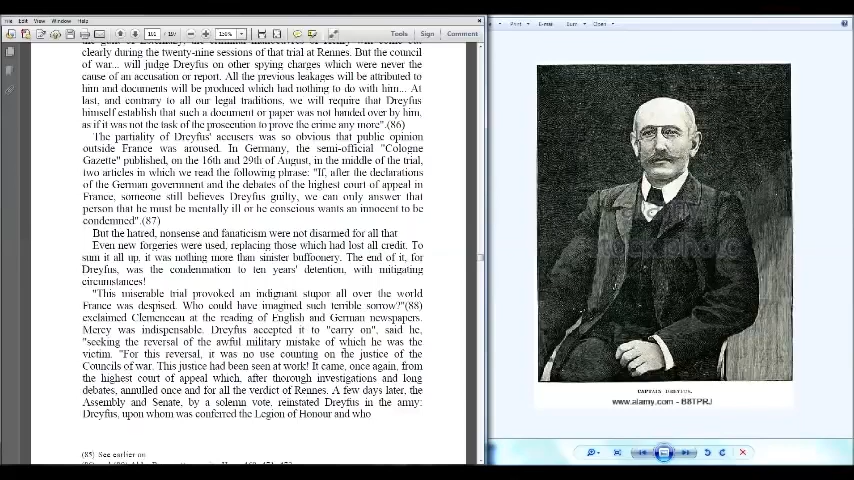 File Edit View Window Help
101 / 197
136%
Tools Sign Comment
clearly during the twenty-nine sessions of that trial at Rennes. But the council
of war... will judge Dreyfus on other spying charges which were never the
cause of an accusation or report. All the previous leakages will be attributed to
him and documents will be produced which had nothing to do with him... At
last, and contrary to all our legal traditions, we will require that Dreyfus
himself establish that such a document or paper was not handed over by him,
as if it was not the task of the prosecution to prove the crime any more".(86)
The partiality of Dreyfus' accusers was so obvious that public opinion
outside France was aroused. In Germany, the semi-official "Cologne
Gazette" published, on the 16th and 29th of August, in the middle of the trial,
two articles in which we read the following phrase: "If, after the declarations
of the German government and the debates of the highest court of appeal in
France, someone still believes Dreyfus guilty, we can only answer that
person that he must be mentally ill or he conscious wants an innocent to be
condemned".(87)
But the hatred, nonsense and fanaticism were not disarmed for all that
Even new forgeries were used, replacing those which had lost all credit. To
sum it all up, it was nothing more than sinister buffoonery. The end of it, for
Dreyfus, was the condemnation to ten years' detention, with mitigating
circumstances!
"This miserable trial provoked an indignant stupor all over the world
France was despised. Who could have imagined such terrible sorrow?"(88)
exclaimed Clemenceau at the reading of English and German newspapers.
Mercy was indispensable. Dreyfus accepted it to "carry on", said he,
"seeking the reversal of the awful military mistake of which he was the
victim. "For this reversal, it was no use counting on the justice of the
Councils of war. This justice had been seen at work! It came, once again, from
the highest court of appeal which, after thorough investigations and long
debates, annulled once and for all the verdict of Rennes. A few days later, the
Assembly and Senate, by a solemn vote, reinstated Dreyfus in the army:
Dreyfus, upon whom was conferred the Legion of Honour and who
(85) See earlier on
Print E-mail Burn Open
CAPTAIN DREYFUS.
www.alamy.com - B8TPRJ